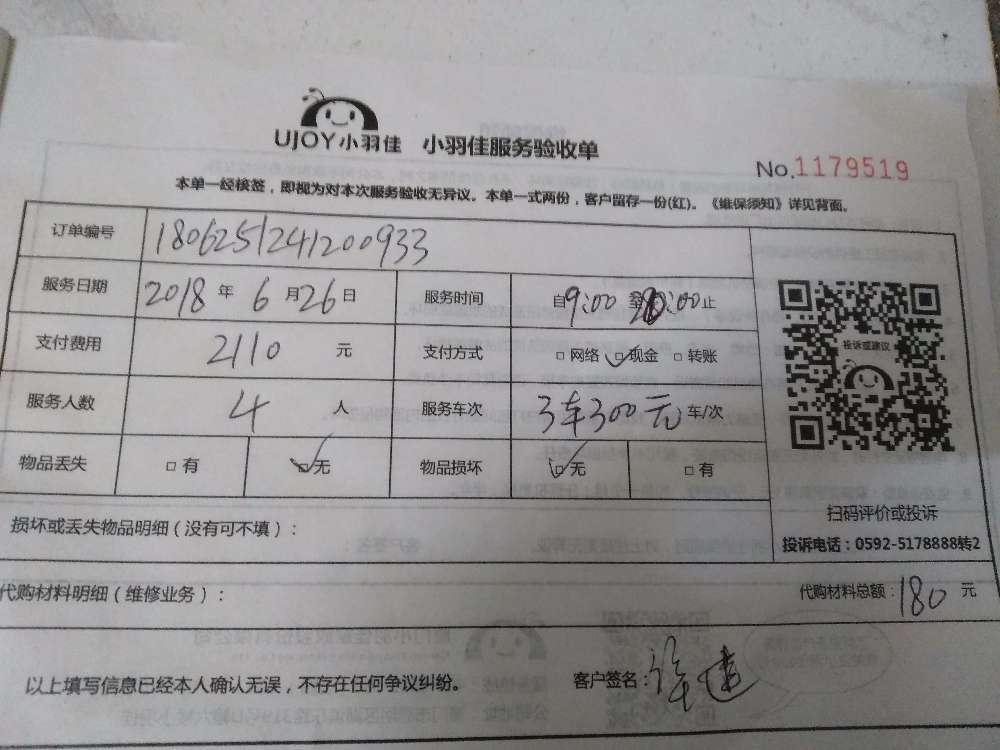 UJOY小羽佳 小羽佳服务验收单
No.1179519
本单一经核签，即视为对本次服务验收无异议。本单一式两份，客户留存一份(红)。《维保须知》详见背面。
订单编号 1806251241200933
服务日期 2018 年 6 月 26 日 服务时间 自 9:00 至 20:00 止
支付费用 2110 元 支付方式 □ 网络 ☑ 现金 □ 转账
投诉或建议
服务人数 4 人 服务车次 3车300元 车/次
物品丢失 □ 有 ☑ 无 物品损坏 ☑ 无 □ 有
扫码评价或投诉
损坏或丢失物品明细（没有可不填）：
投诉电话：0592-5178888转2
代购材料明细（维修业务）： 代购材料总额：180 元
以上填写信息已经本人确认无误，不存在任何争议纠纷。 客户签名：